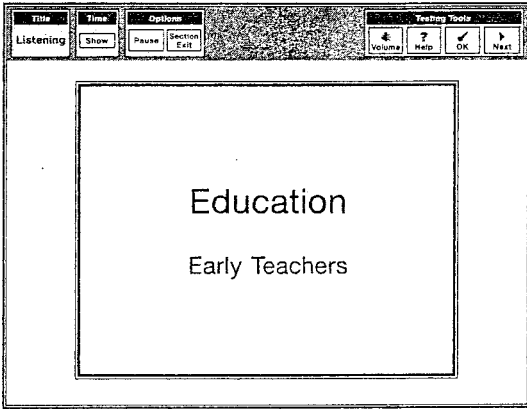 Title Time Options Testing Tools
Listening Show Pause Section Exit Volume Help OK Next
Education
Early Teachers